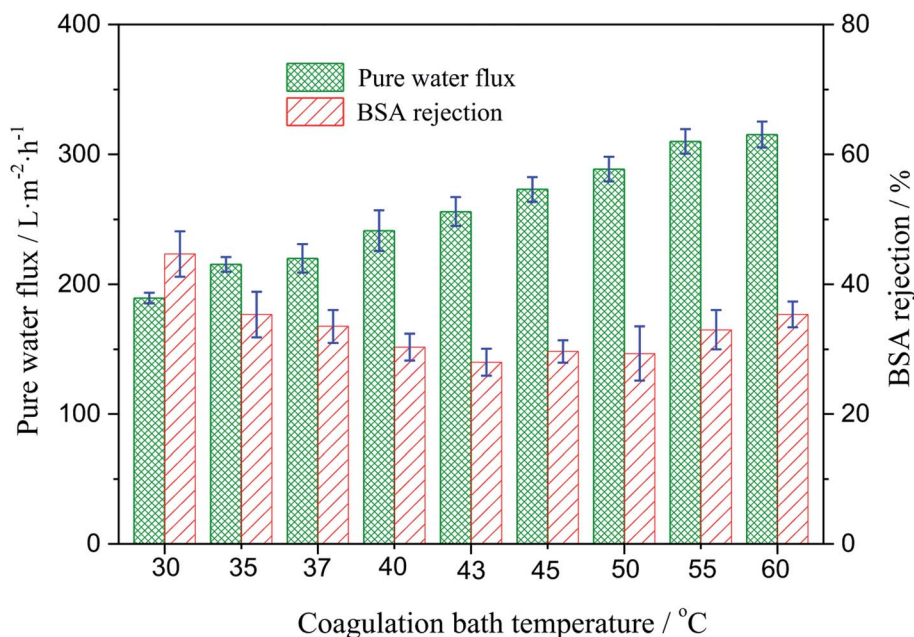 400
300
200
100
0
Pure water flux / L·m⁻²·h⁻¹
Pure water flux
BSA rejection
80
60
40
20
0
BSA rejection / %
30 35 37 40 43 45 50 55 60
Coagulation bath temperature / °C